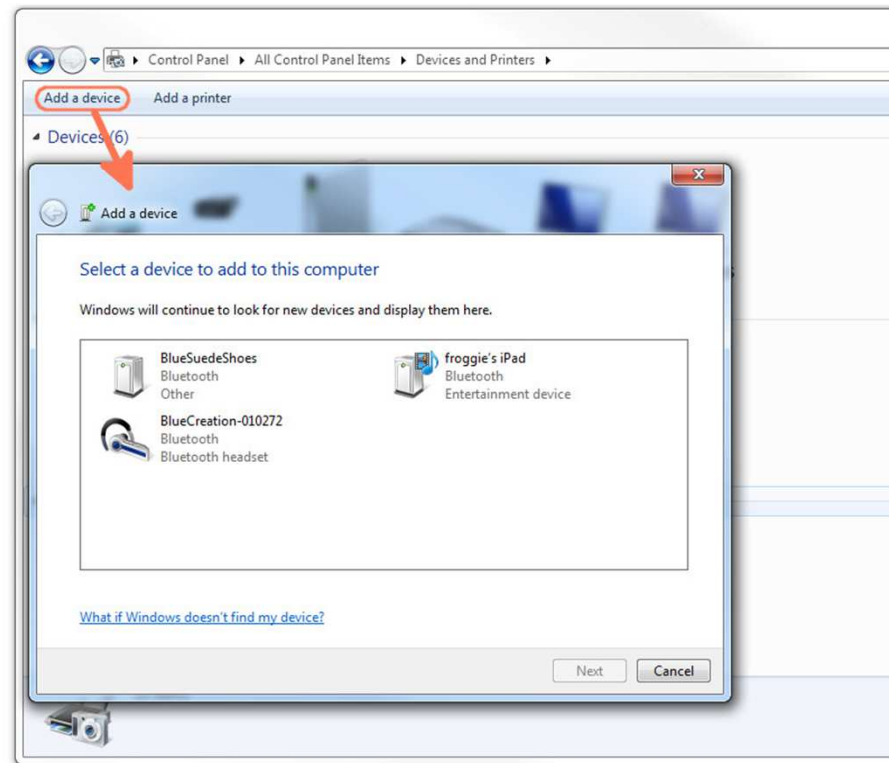 Control Panel All Control Panel Items Devices and Printers
Add a device Add a printer
Devices (6)
Add a device
Select a device to add to this computer
Windows will continue to look for new devices and display them here.
BlueSuedeShoes
Bluetooth
Other
froggie's iPad
Bluetooth
Entertainment device
BlueCreation-010272
Bluetooth
Bluetooth headset
What if Windows doesn't find my device?
Next Cancel